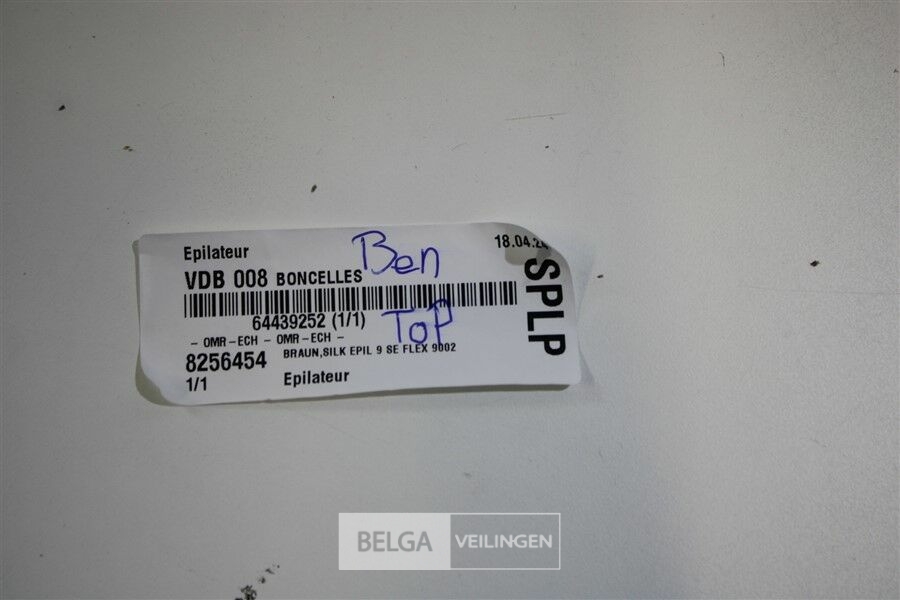 Epilateur
Ben
18.04.20
VDB 008 BONCELLES
SPLP
64439252 (1/1)
Top
- OMR-ECH - OMR-ECH -
8256454
BRAUN,SILK EPIL 9 SE FLEX 9002
1/1
Epilateur
BELGA VEILINGEN